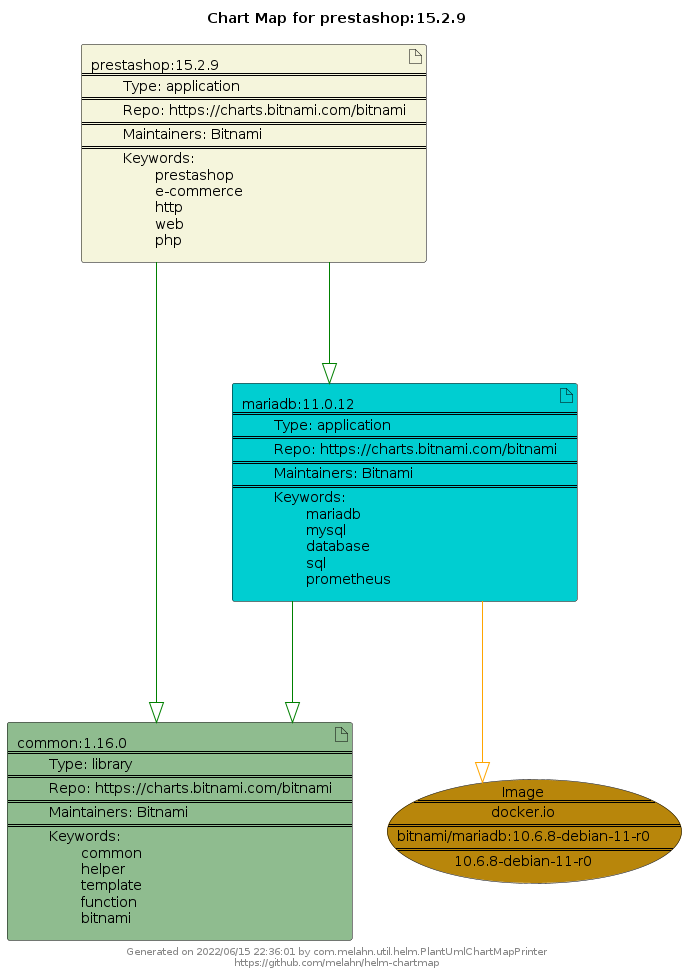 Chart Map for prestashop:15.2.9
prestashop:15.2.9
Type: application
Repo: https://charts.bitnami.com/bitnami
Maintainers: Bitnami
Keywords:
prestashop
e-commerce
http
web
php
mariadb:11.0.12
Type: application
Repo: https://charts.bitnami.com/bitnami
Maintainers: Bitnami
Keywords:
mariadb
mysql
database
sql
prometheus
common:1.16.0
Type: library
Repo: https://charts.bitnami.com/bitnami
Maintainers: Bitnami
Keywords:
common
helper
template
function
bitnami
Image
docker.io
bitnami/mariadb:10.6.8-debian-11-r0
10.6.8-debian-11-r0
Generated on 2022/06/15 22:36:01 by com.melahn.util.helm.PlantUmlChartMapPrinter
https://github.com/melahn/helm-chartmap